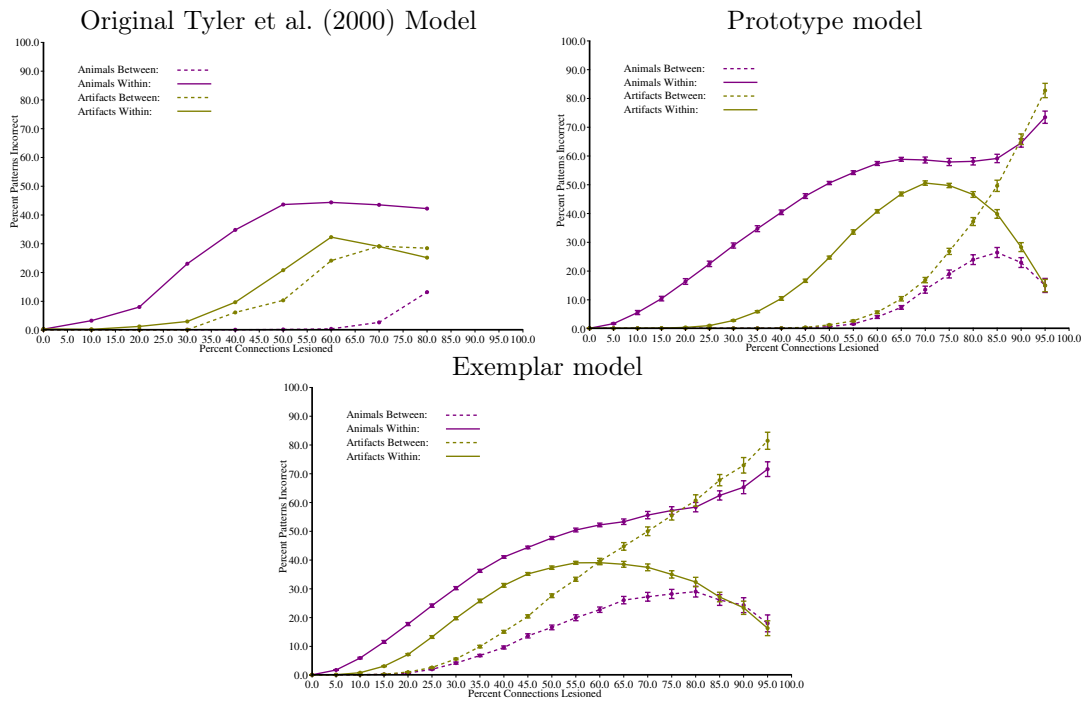 Original Tyler et al. (2000) Model
100.0
90.0
80.0
70.0
60.0
50.0
40.0
30.0
20.0
10.0
0.0
Percent Patterns Incorrect
Animals Between:
Animals Within:
Artifacts Between:
Artifacts Within:
0.0 5.0 10.0 15.0 20.0 25.0 30.0 35.0 40.0 45.0 50.0 55.0 60.0 65.0 70.0 75.0 80.0 85.0 90.0 95.0 100.0
Percent Connections Lesioned
Prototype model
100.0
90.0
80.0
70.0
60.0
50.0
40.0
30.0
20.0
10.0
0.0
Percent Patterns Incorrect
Animals Between:
Animals Within:
Artifacts Between:
Artifacts Within:
0.0 5.0 10.0 15.0 20.0 25.0 30.0 35.0 40.0 45.0 50.0 55.0 60.0 65.0 70.0 75.0 80.0 85.0 90.0 95.0 100.0
Percent Connections Lesioned
Exemplar model
100.0
90.0
80.0
70.0
60.0
50.0
40.0
30.0
20.0
10.0
0.0
Percent Patterns Incorrect
Animals Between:
Animals Within:
Artifacts Between:
Artifacts Within:
0.0 5.0 10.0 15.0 20.0 25.0 30.0 35.0 40.0 45.0 50.0 55.0 60.0 65.0 70.0 75.0 80.0 85.0 90.0 95.0 100.0
Percent Connections Lesioned